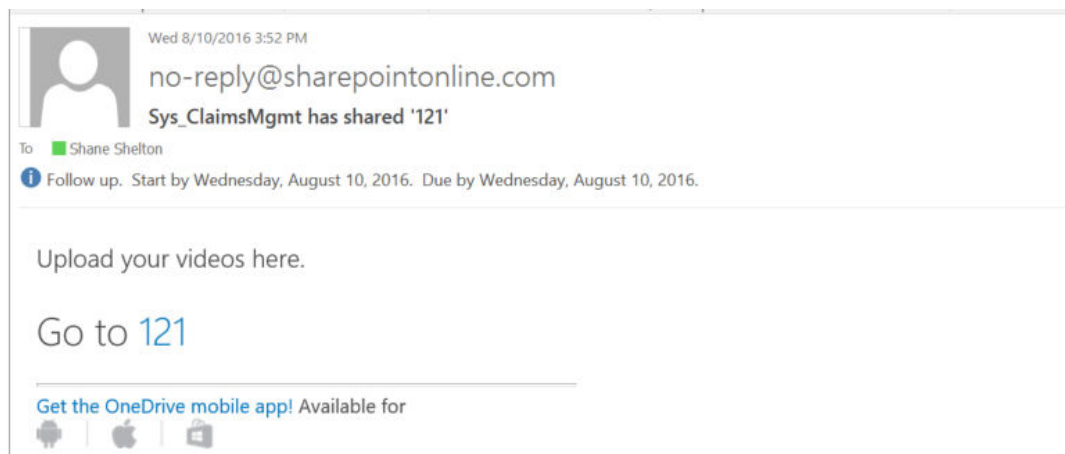 Wed 8/10/2016 3:52 PM
no-reply@sharepointonline.com
Sys_ClaimsMgmt has shared '121'
To Shane Shelton
Follow up. Start by Wednesday, August 10, 2016. Due by Wednesday, August 10, 2016.
Upload your videos here.
Go to 121
Get the OneDrive mobile app! Available for